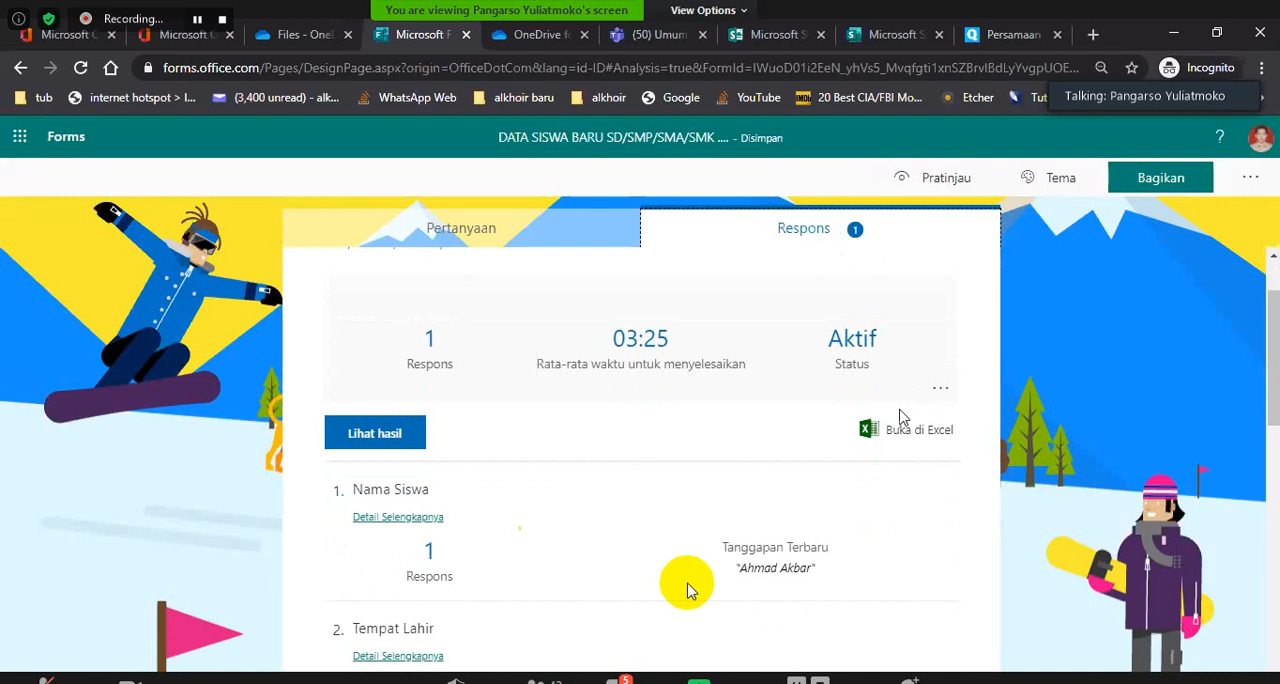 Recording...
You are viewing Pangarso Yuliatmoko's screen
View Options
Microsoft
Microsoft
Files - One
Microsoft F
OneDrive fo
(50) Umum
Microsoft S
Microsoft S
Persamaan
forms.office.com/Pages/DesignPage.aspx?origin=OfficeDotCom&lang=id-ID#Analysis=true&FormId=
Incognito
tub
internet hotspot > I...
(3,400 unread) - alk...
WhatsApp Web
alkhoir baru
alkhoir
Google
YouTube
20 Best CIA/FBI Mo...
Etcher
Tut
Talking: Pangarso Yuliatmoko
Forms
DATA SISWA BARU SD/SMP/SMA/SMK .... - Disimpan
?
Pratinjau
Tema
Bagikan
...
Pertanyaan
Respons 1
1
Respons
03:25
Rata-rata waktu untuk menyelesaikan
Aktif
Status
...
Lihat hasil
Buka di Excel
1. Nama Siswa
Detail Selengkapnya
1
Respons
Tanggapan Terbaru
"Ahmad Akbar"
2. Tempat Lahir
Detail Selengkapnya
5